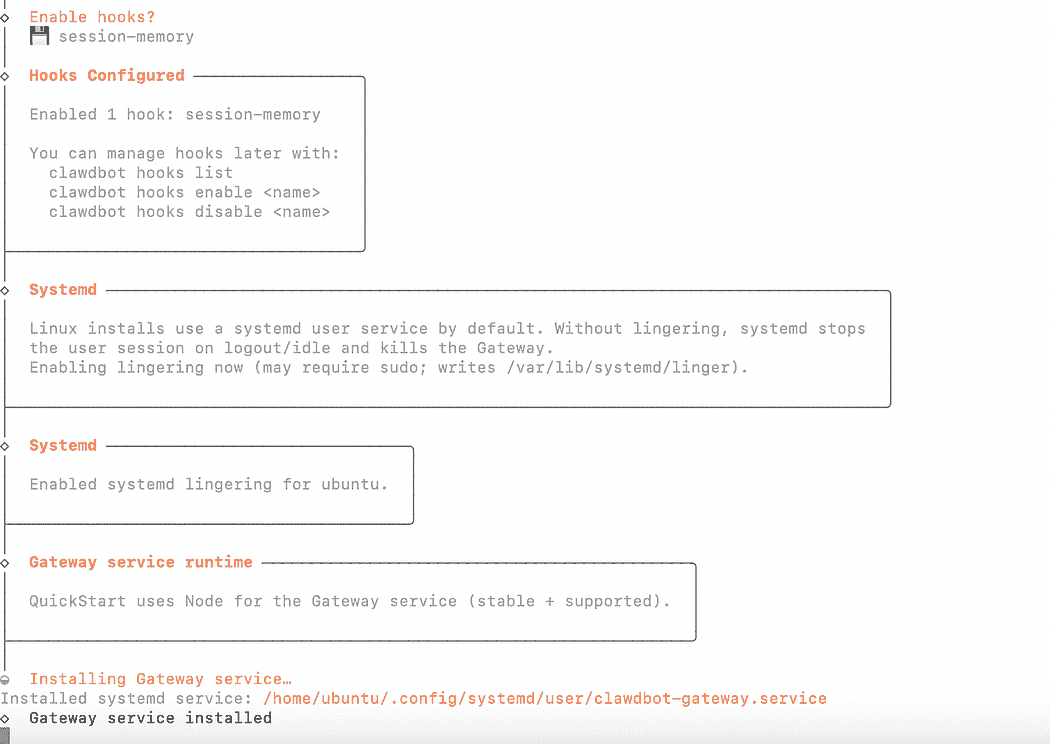 Enable hooks?
💾 session-memory
Hooks Configured
Enabled 1 hook: session-memory
You can manage hooks later with:
clawdbot hooks list
clawdbot hooks enable <name>
clawdbot hooks disable <name>
Systemd
Linux installs use a systemd user service by default. Without lingering, systemd stops
the user session on logout/idle and kills the Gateway.
Enabling lingering now (may require sudo; writes /var/lib/systemd/linger).
Systemd
Enabled systemd lingering for ubuntu.
Gateway service runtime
QuickStart uses Node for the Gateway service (stable + supported).
Installing Gateway service…
Installed systemd service: /home/ubuntu/.config/systemd/user/clawdbot-gateway.service
Gateway service installed